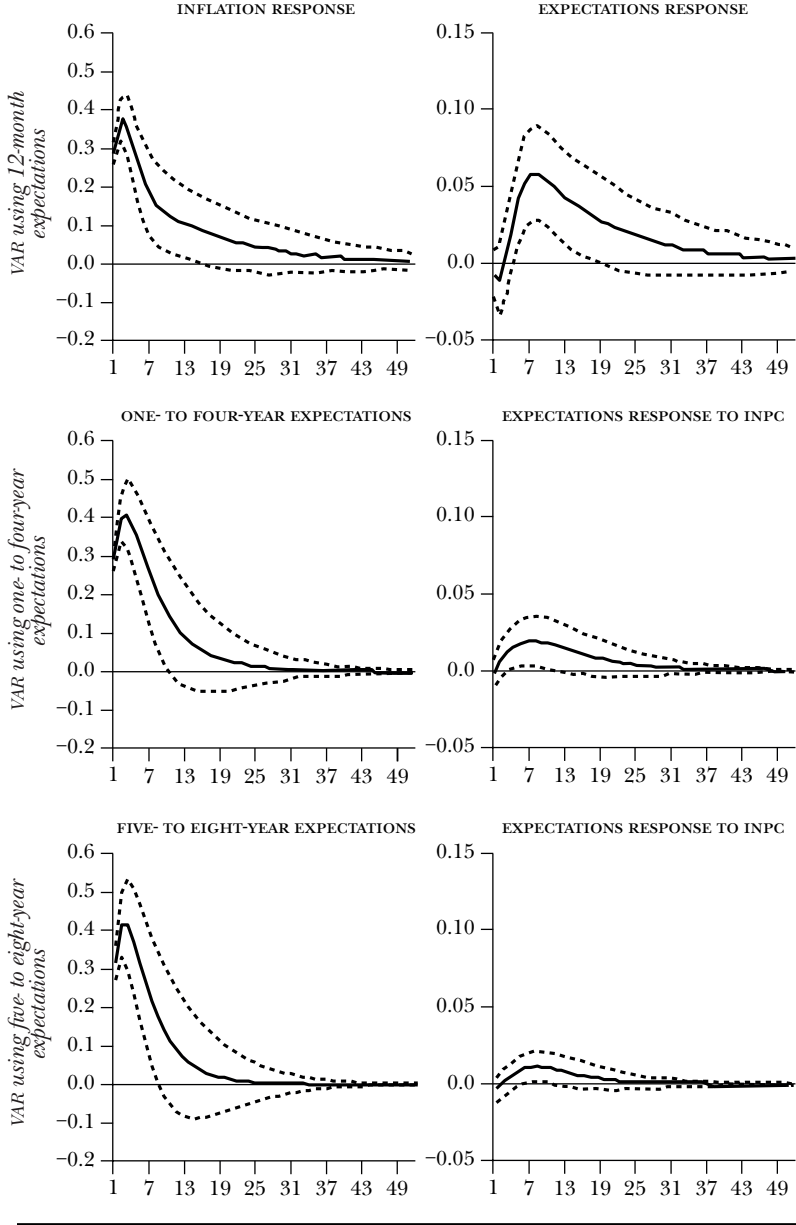 INFLATION RESPONSE
EXPECTATIONS RESPONSE
VAR using 12-month
expectations
0.6
0.5
0.4
0.3
0.2
0.1
0.0
−0.1
−0.2
1 7 13 19 25 31 37 43 49
0.15
0.10
0.05
0.0
−0.05
1 7 13 19 25 31 37 43 49
ONE- TO FOUR-YEAR EXPECTATIONS
EXPECTATIONS RESPONSE TO INPC
VAR using one- to four-year
expectations
0.6
0.5
0.4
0.3
0.2
0.1
0.0
−0.1
−0.2
1 7 13 19 25 31 37 43 49
0.15
0.10
0.05
0.0
−0.05
1 7 13 19 25 31 37 43 49
FIVE- TO EIGHT-YEAR EXPECTATIONS
EXPECTATIONS RESPONSE TO INPC
VAR using five- to eight-year
expectations
0.6
0.5
0.4
0.3
0.2
0.1
0.0
−0.1
−0.2
1 7 13 19 25 31 37 43 49
0.15
0.10
0.05
0.0
−0.05
1 7 13 19 25 31 37 43 49